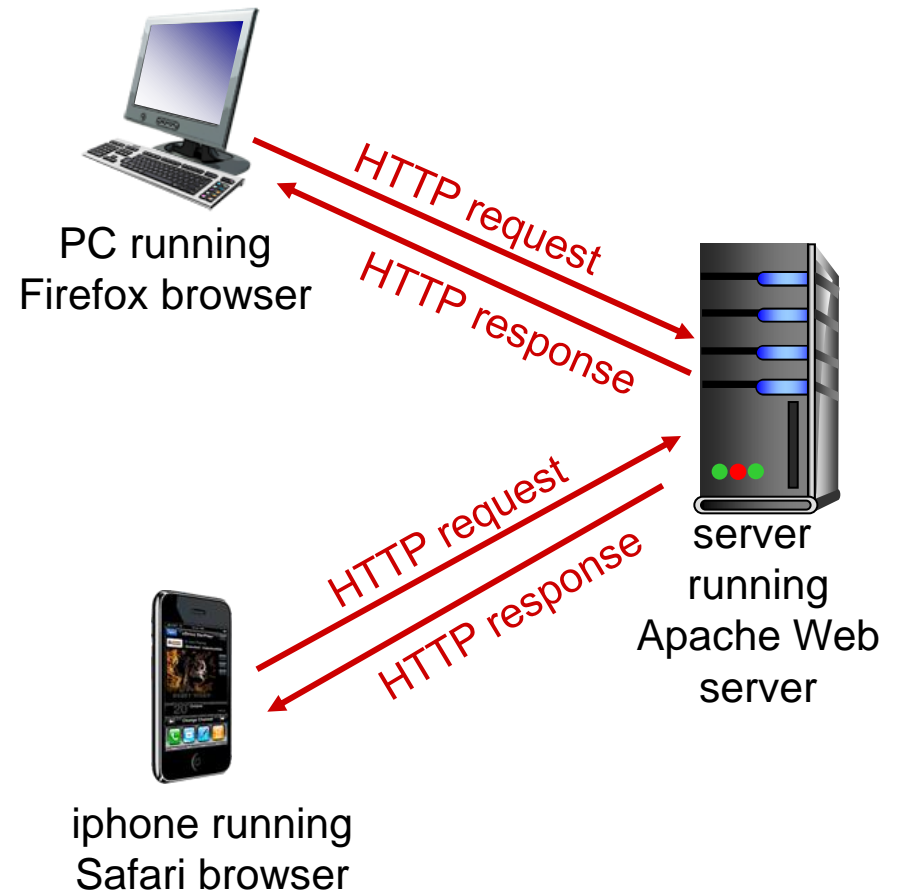 HTTP request
HTTP response
PC running
Firefox browser
HTTP request
HTTP response
server
running
Apache Web
server
iphone running
Safari browser